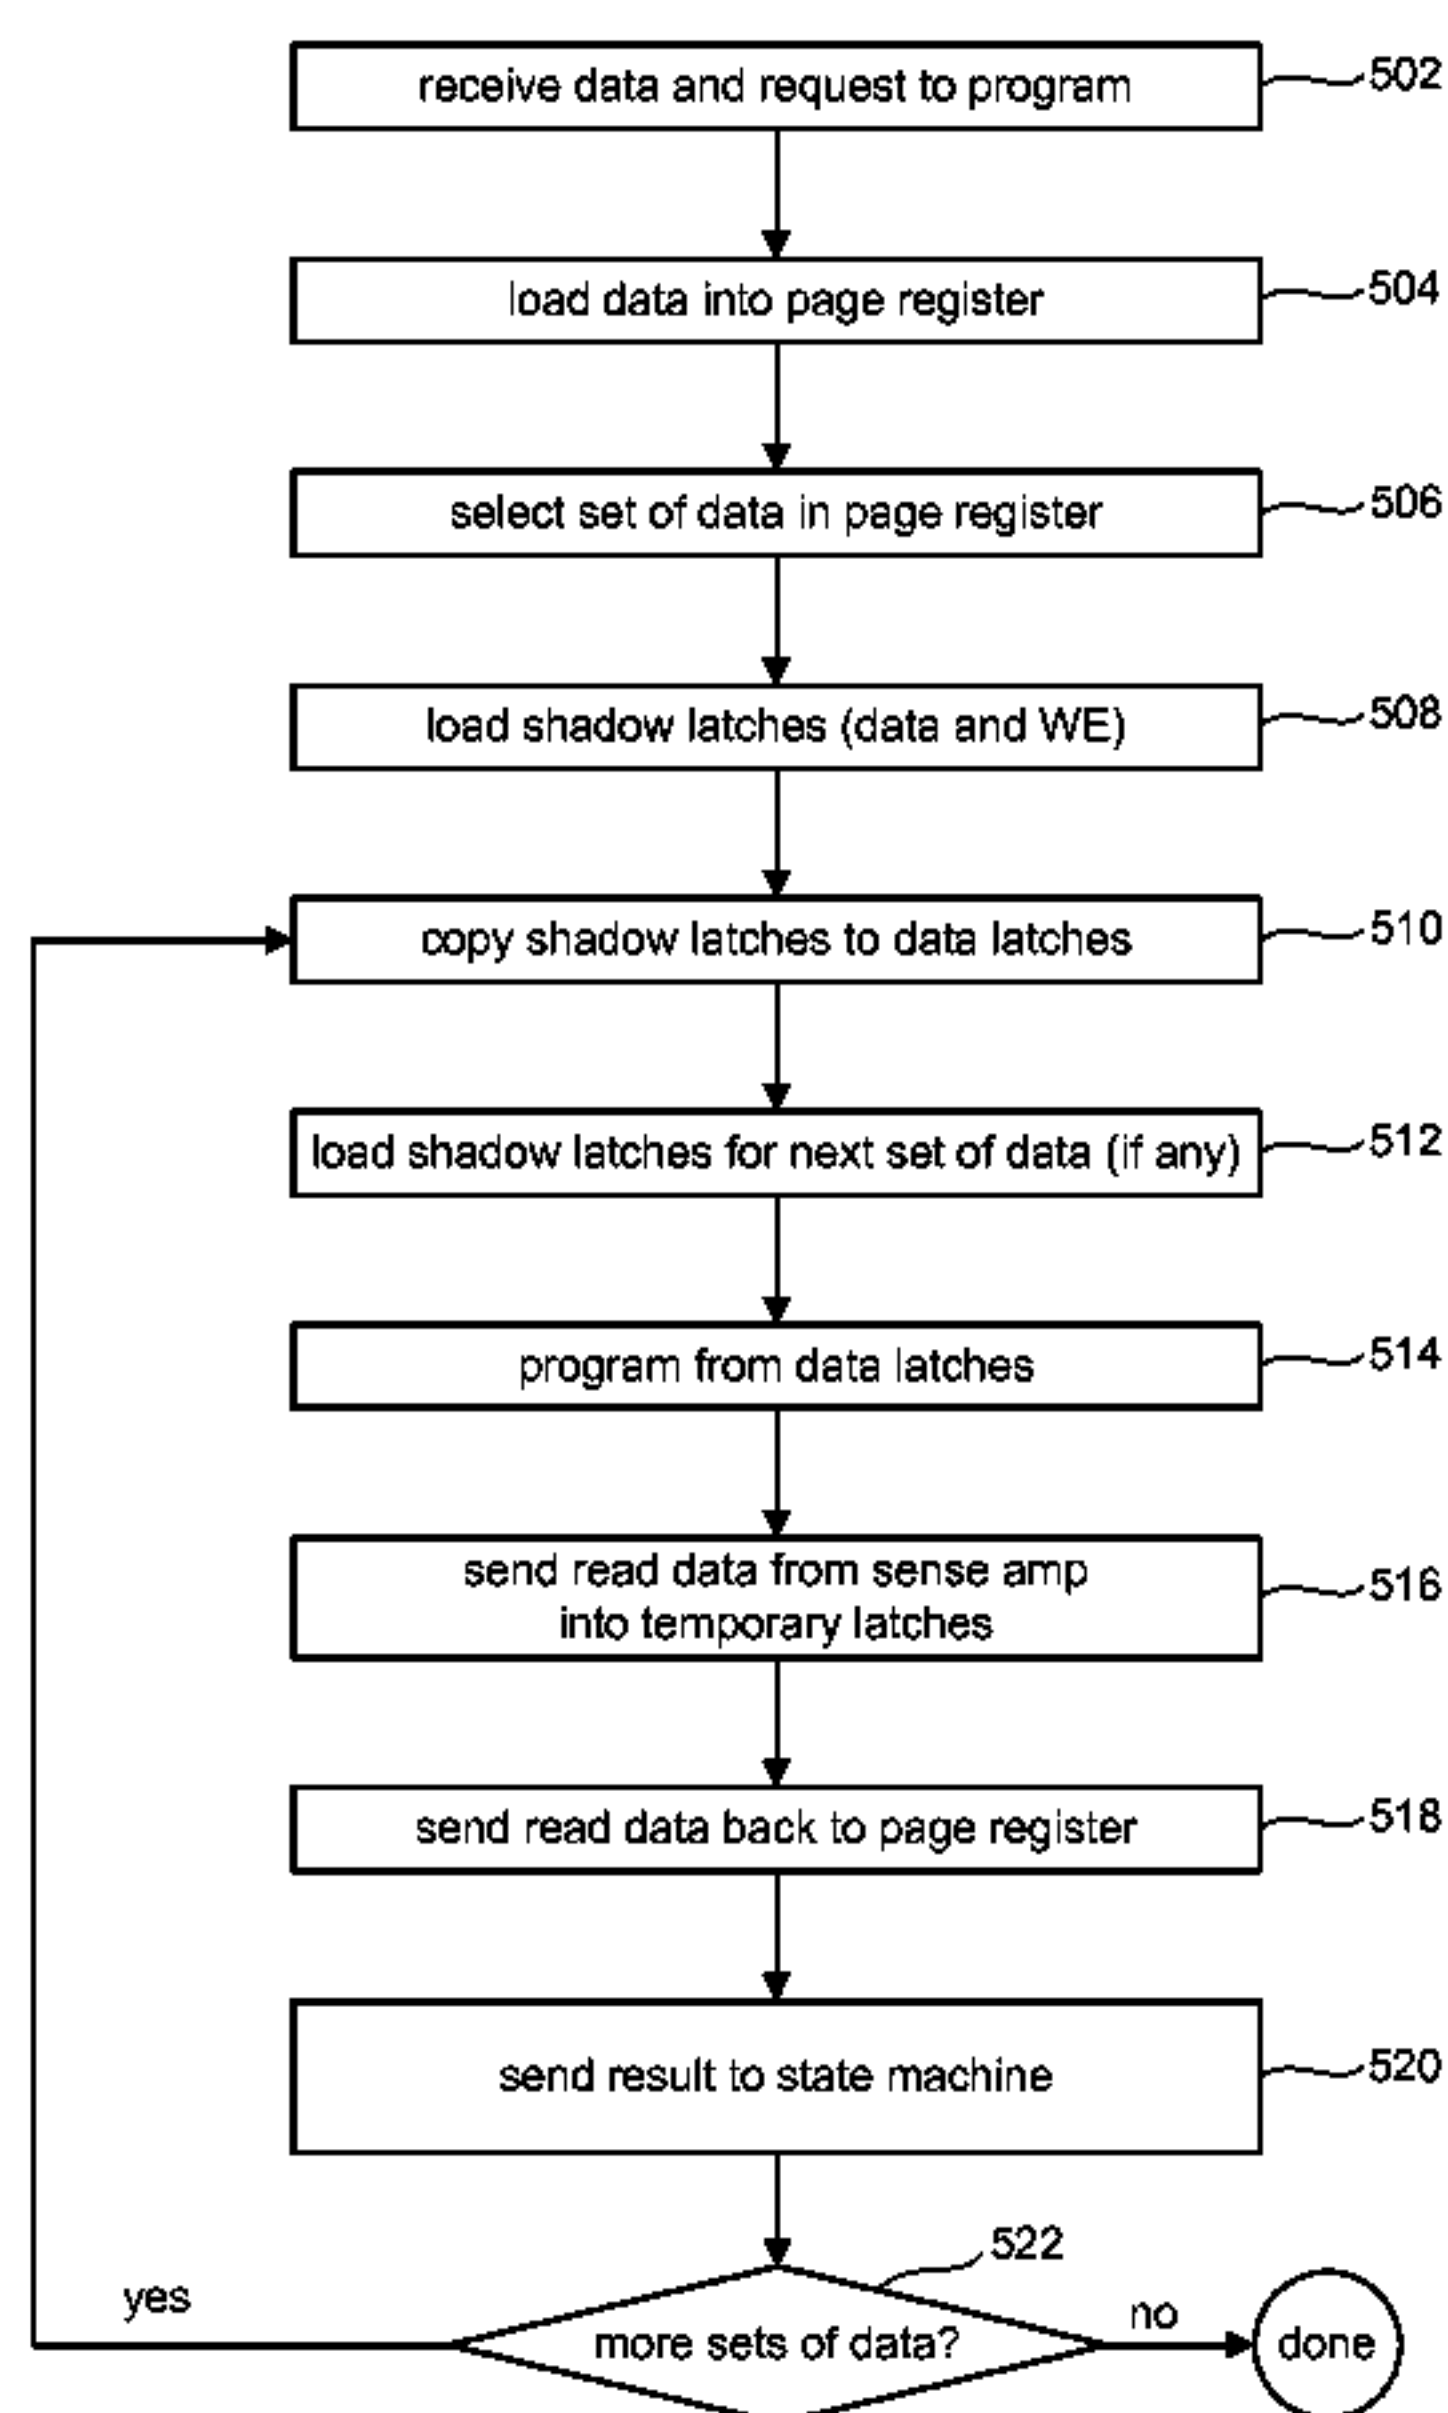 receive data and request to program
502
load data into page register
504
select set of data in page register
506
load shadow latches (data and WE)
508
copy shadow latches to data latches
510
load shadow latches for next set of data (if any)
512
program from data latches
514
send read data from sense amp
into temporary latches
516
send read data back to page register
518
send result to state machine
520
522
yes
more sets of data?
no
done